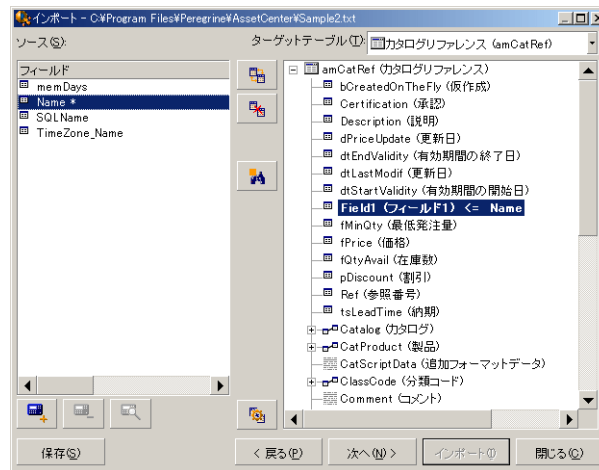 インポート - C:¥Program Files¥Peregrine¥AssetCenter¥Sample2.txt
ソース(S):
ターゲットテーブル(T):
カタログリファレンス (amCatRef)
フィールド
memDays
Name *
SQLName
TimeZone_Name
amCatRef (カタログリファレンス)
bCreatedOnTheFly (仮作成)
Certification (承認)
Description (説明)
dPriceUpdate (更新日)
dtEndValidity (有効期間の終了日)
dtLastModif (更新日)
dtStartValidity (有効期間の開始日)
Field1 (フィールド1) <= Name
fMinQty (最低発注量)
fPrice (価格)
fQtyAvail (在庫数)
pDiscount (割引)
Ref (参照番号)
tsLeadTime (納期)
Catalog (カタログ)
CatProduct (製品)
CatScriptData (追加フォーマットデータ)
ClassCode (分類コード)
Comment (コメント)
保存(S)
< 戻る(P)
次へ(N) >
インポート(I)
閉じる(C)